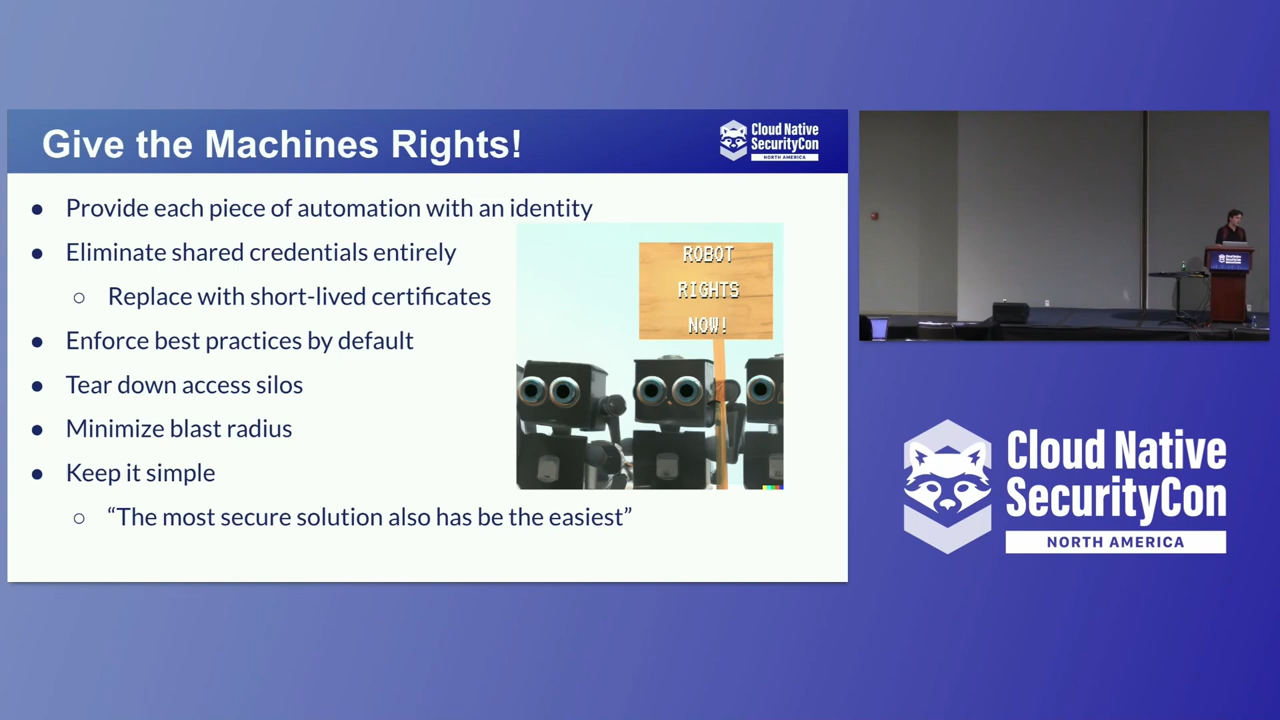 Give the Machines Rights!
Cloud Native
SecurityCon
NORTH AMERICA
● Provide each piece of automation with an identity
● Eliminate shared credentials entirely
○ Replace with short-lived certificates
● Enforce best practices by default
● Tear down access silos
● Minimize blast radius
● Keep it simple
○ “The most secure solution also has be the easiest”
ROBOT
RIGHTS
NOW!
Cloud Native
SecurityCon
NORTH AMERICA